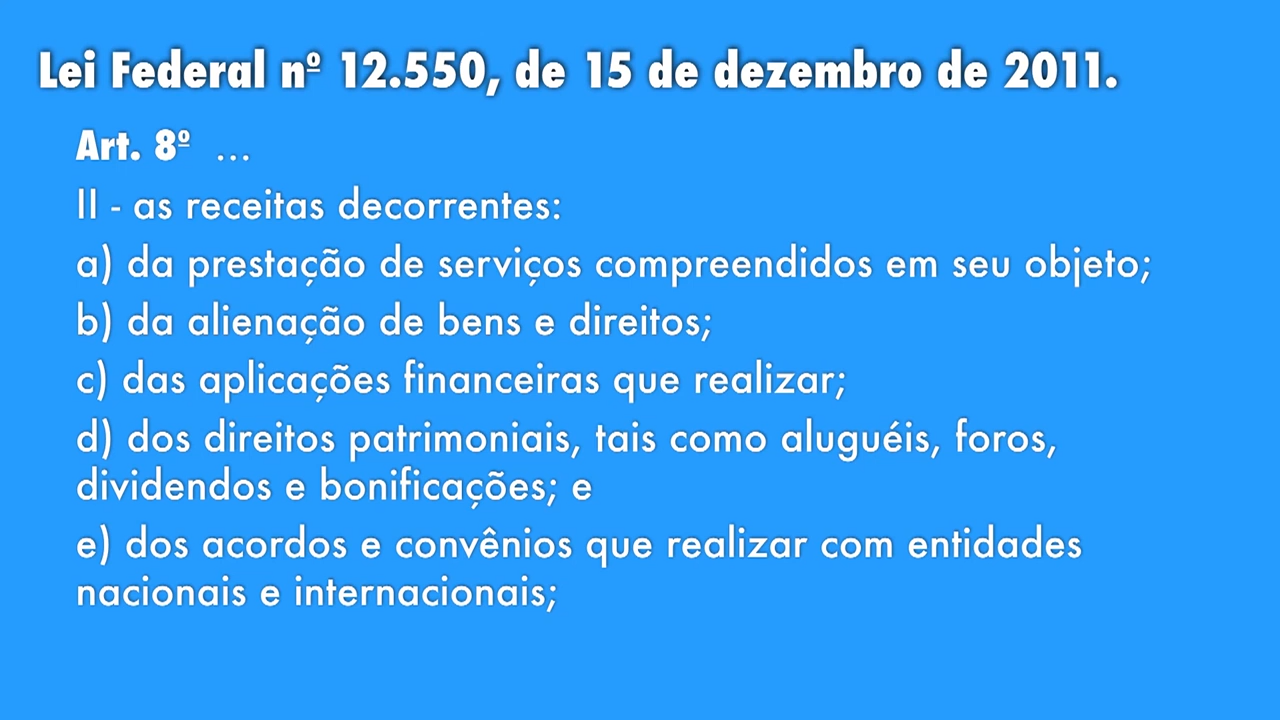 Lei Federal nº 12.550, de 15 de dezembro de 2011.
Art. 8º ...
II - as receitas decorrentes:
a) da prestação de serviços compreendidos em seu objeto;
b) da alienação de bens e direitos;
c) das aplicações financeiras que realizar;
d) dos direitos patrimoniais, tais como aluguéis, foros,
dividendos e bonificações; e
e) dos acordos e convênios que realizar com entidades
nacionais e internacionais;